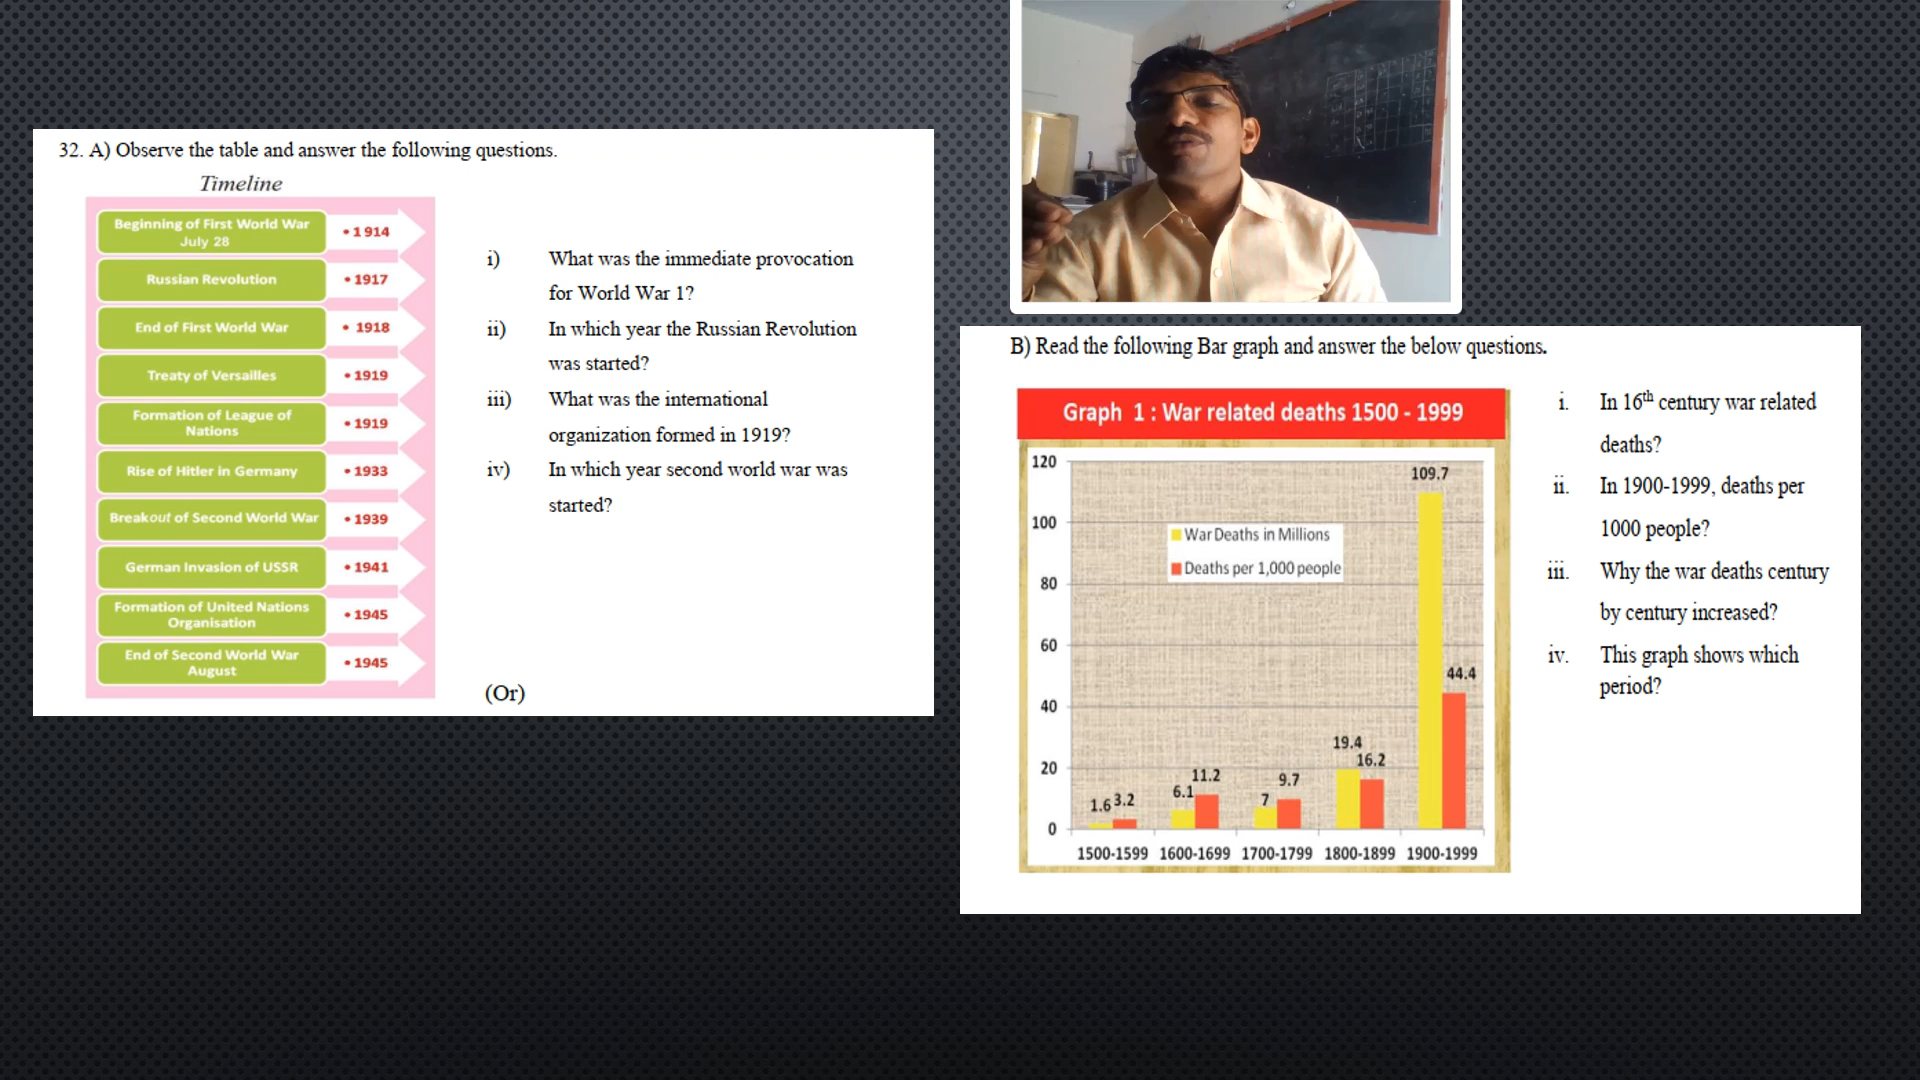 32. A) Observe the table and answer the following questions.
Timeline
Beginning of First World War
July 28
• 1914
Russian Revolution
• 1917
End of First World War
• 1918
Treaty of Versailles
• 1919
Formation of League of
Nations
• 1919
Rise of Hitler in Germany
• 1933
Breakout of Second World War
• 1939
German Invasion of USSR
• 1941
Formation of United Nations
Organisation
• 1945
End of Second World War
August
• 1945
i) What was the immediate provocation
for World War 1?
ii) In which year the Russian Revolution
was started?
iii) What was the international
organization formed in 1919?
iv) In which year second world war was
started?
(Or)
B) Read the following Bar graph and answer the below questions.
Graph 1 : War related deaths 1500 - 1999
120
100
80
60
40
20
0
War Deaths in Millions
Deaths per 1,000 people
1.6 3.2
6.1 11.2
7 9.7
19.4 16.2
109.7 44.4
1500-1599 1600-1699 1700-1799 1800-1899 1900-1999
i. In 16th century war related
deaths?
ii. In 1900-1999, deaths per
1000 people?
iii. Why the war deaths century
by century increased?
iv. This graph shows which
period?